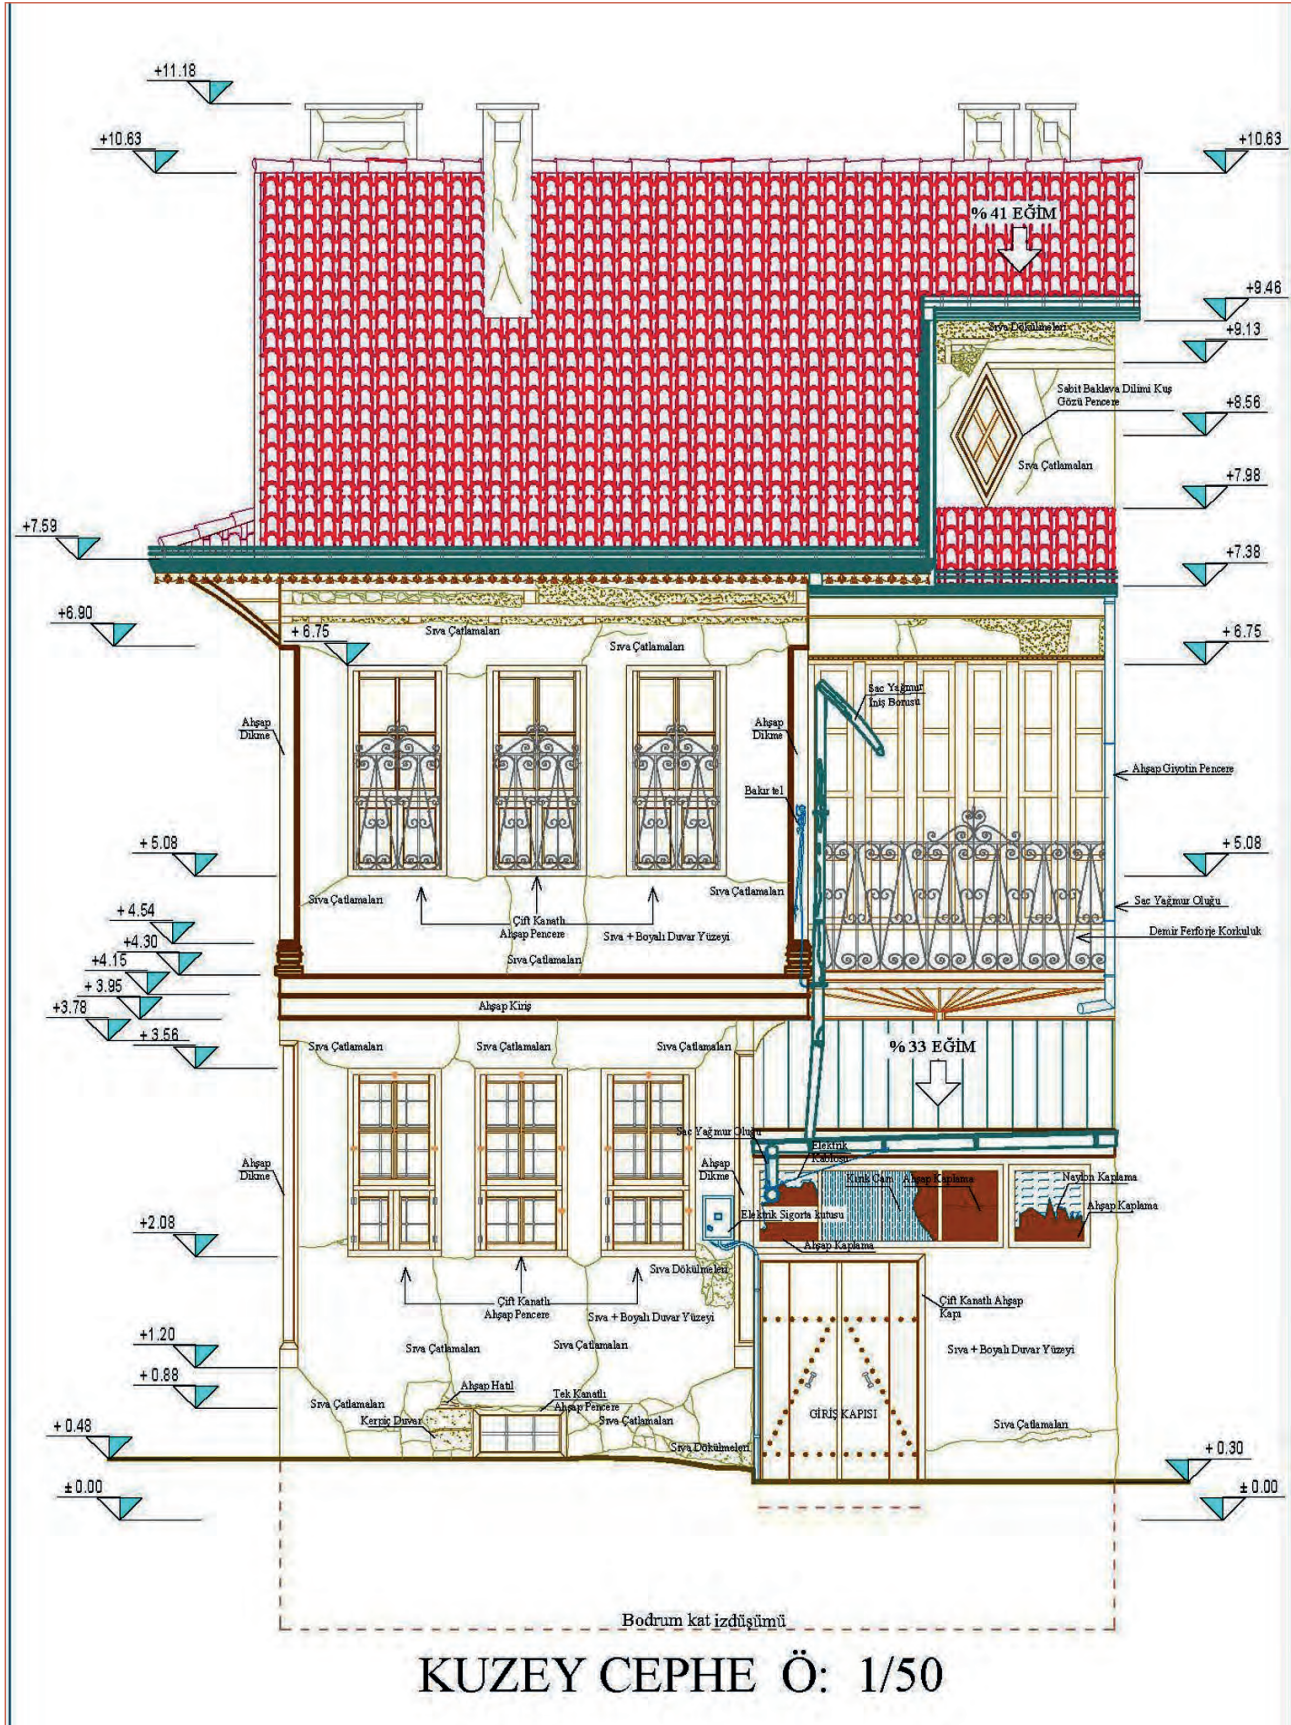 +11.18
+10.63
+10.63
% 41 EĞİM
+9.46
Sıva Dökülmeleri
+9.13
Sabit Baklava Dilimi Kuş
Gözü Pencere
+8.56
Sıva Çatlamaları
+7.98
+7.59
+7.38
+6.90
+ 6.75
Sıva Çatlamaları
Sıva Çatlamaları
+ 6.75
Sac Yağmur
İniş Borusu
Ahşap
Dikme
Ahşap
Dikme
Ahşap Giyotin Pencere
Bakır tel
+ 5.08
+ 5.08
Sıva Çatlamaları
Sıva Çatlamaları
Sac Yağmur Oluğu
+ 4.54
Çift Kanatlı
Ahşap Pencere
Sıva + Boyalı Duvar Yüzeyi
Demir Ferforje Korkuluk
+ 4.30
Sıva Çatlamaları
+4.15
+ 3.95
Ahşap Kiriş
+3.78
+ 3.56
Sıva Çatlamaları
Sıva Çatlamaları
Sıva Çatlamaları
% 33 EĞİM
Sac Yağmur Oluğu
Elektrik
Kablosu
Ahşap
Dikme
Ahşap
Dikme
Kırık Cam
Ahşap Kaplama
Naylon Kaplama
Ahşap Kaplama
Elektrik Sigorta kutusu
Ahşap Kaplama
+2.08
Sıva Dökülmeleri
Çift Kanatlı
Ahşap Pencere
Sıva + Boyalı Duvar Yüzeyi
Çift Kanatlı Ahşap
Kapı
+1.20
Sıva Çatlamaları
Sıva Çatlamaları
Sıva + Boyalı Duvar Yüzeyi
+ 0.88
Ahşap Hatıl
Tek Kanatlı
Ahşap Pencere
Sıva Çatlamaları
Kerpiç Duvar
Sıva Çatlamaları
GİRİŞ KAPISI
Sıva Çatlamaları
+ 0.48
Sıva Dökülmeleri
+ 0.30
± 0.00
± 0.00
Bodrum kat izdüşümü
KUZEY CEPHE Ö: 1/50